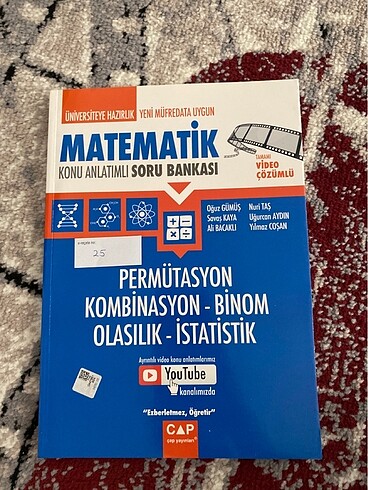 ÜNİVERSİTEYE HAZIRLIK YENİ MÜFREDATA UYGUN
MATEMATİK
KONU ANLATIMLI SORU BANKASI
TAMAMI
VİDEO
ÇÖZÜMLÜ
Oğuz GÜMÜŞ Nuri TAŞ
Savaş KAYA Uğurcan AYDIN
Ali BACAKLI Yılmaz COŞAN
25
PERMÜTASYON
KOMBİNASYON - BİNOM
OLASILIK - İSTATİSTİK
Ayrıntılı video konu anlatımlarımız
YouTube
kanalımızda
"Ezberletmez, Öğretir"
ÇAP
çap yayınları